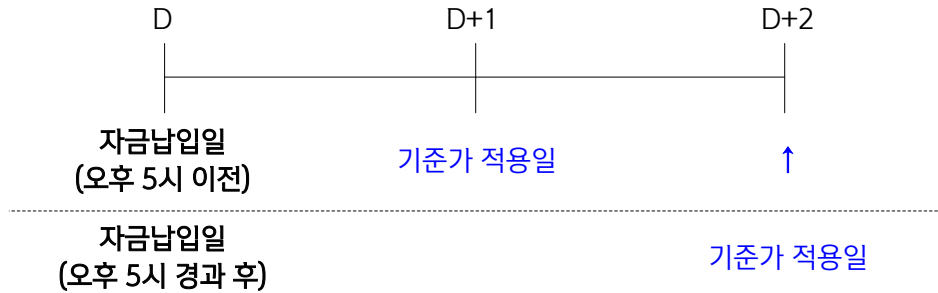 D D+1 D+2
자금납입일
(오후 5시 이전)
기준가 적용일
↑
자금납입일
(오후 5시 경과 후)
기준가 적용일